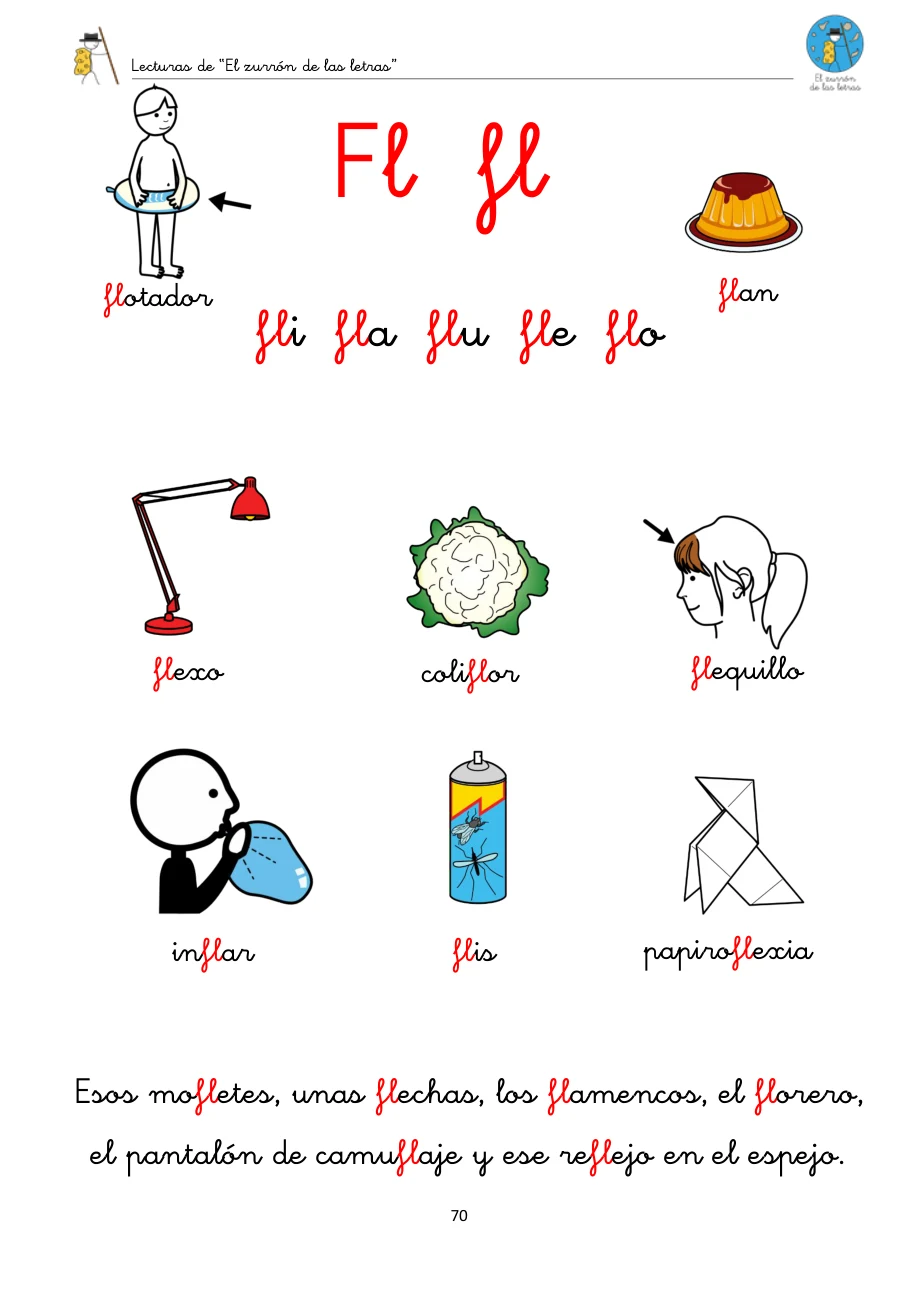 Lecturas de "El zurrón de las letras"
El zurrón
de las letras
Fl fl
flotador
flan
fli fla flu fle flo
flexo
coliflor
flequillo
inflar
flis
papiroflexia
Esos mofletes, unas flechas, los flamencos, el florero,
el pantalón de camuflaje y ese reflejo en el espejo.
70